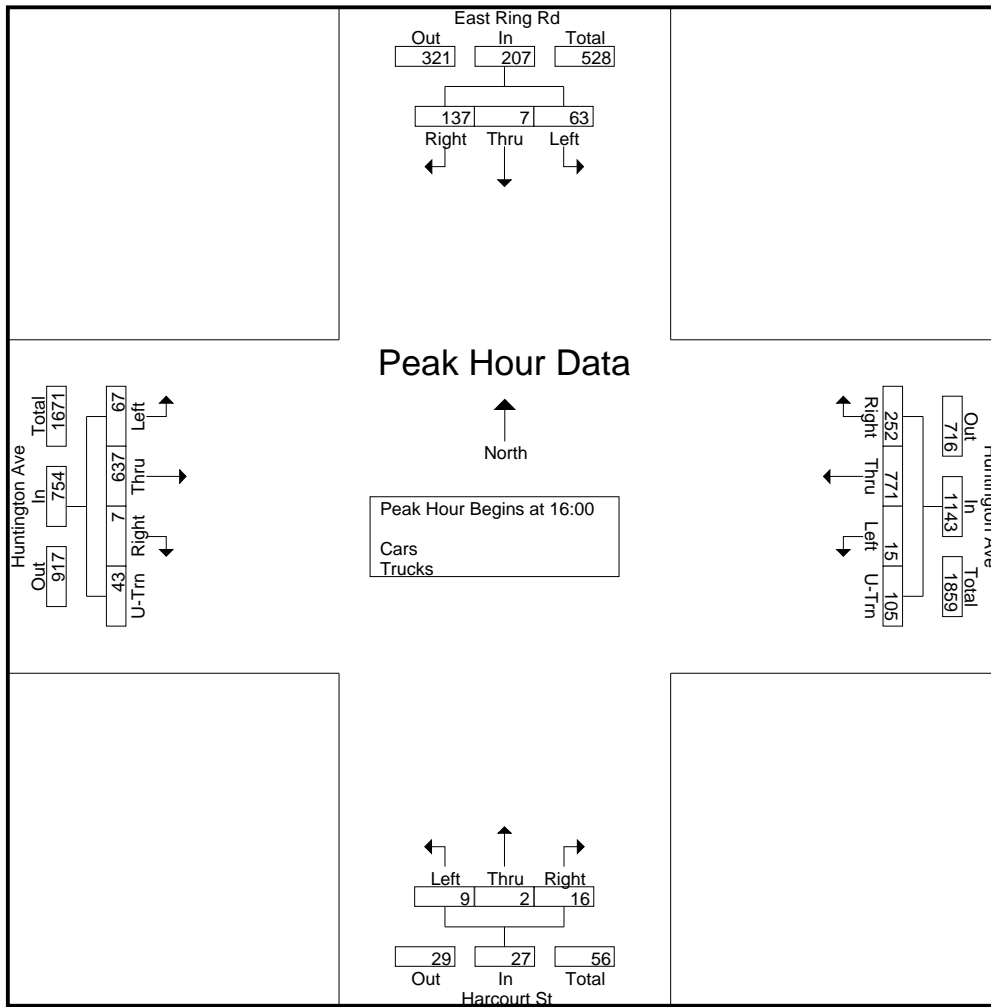 East Ring Rd
Out In Total
321 207 528
137 7 63
Right Thru Left
Peak Hour Data
North
Peak Hour Begins at 16:00
Cars
Trucks
Huntington Ave
Total In Out
1671 754 917
67 637 7 43
Left Thru Right U-Trn
Right Thru Left U-Trn
252 771 15 105
Out In Total
716 1143 1859
Huntington Ave
Left Thru Right
9 2 16
29 27 56
Out In Total
Harcourt St